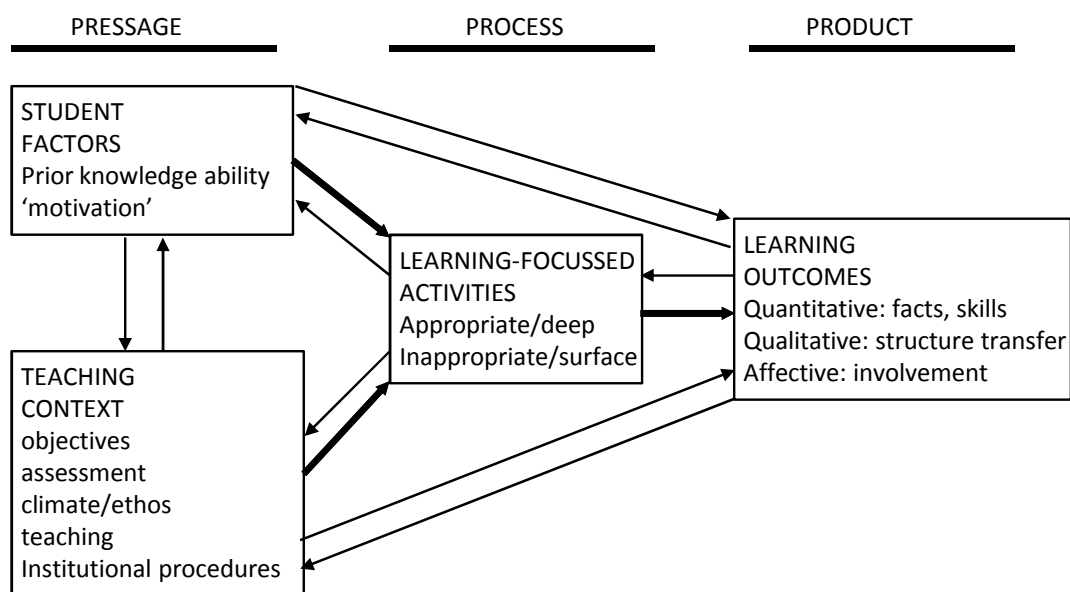 PRESSAGE
PROCESS
PRODUCT
STUDENT
FACTORS
Prior knowledge ability
‘motivation’
LEARNING-FOCUSSED
ACTIVITIES
Appropriate/deep
Inappropriate/surface
LEARNING
OUTCOMES
Quantitative: facts, skills
Qualitative: structure transfer
Affective: involvement
TEACHING
CONTEXT
objectives
assessment
climate/ethos
teaching
Institutional procedures